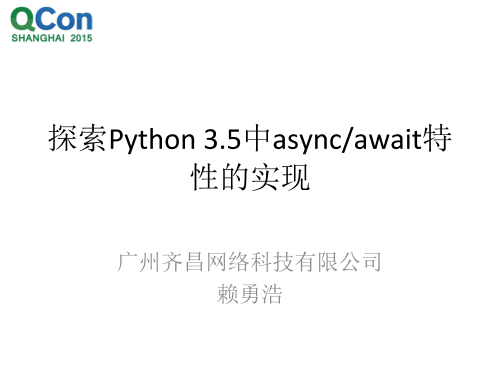 QCon
SHANGHAI 2015
探索Python 3.5中async/await特
性的实现
广州齐昌网络科技有限公司
赖勇浩